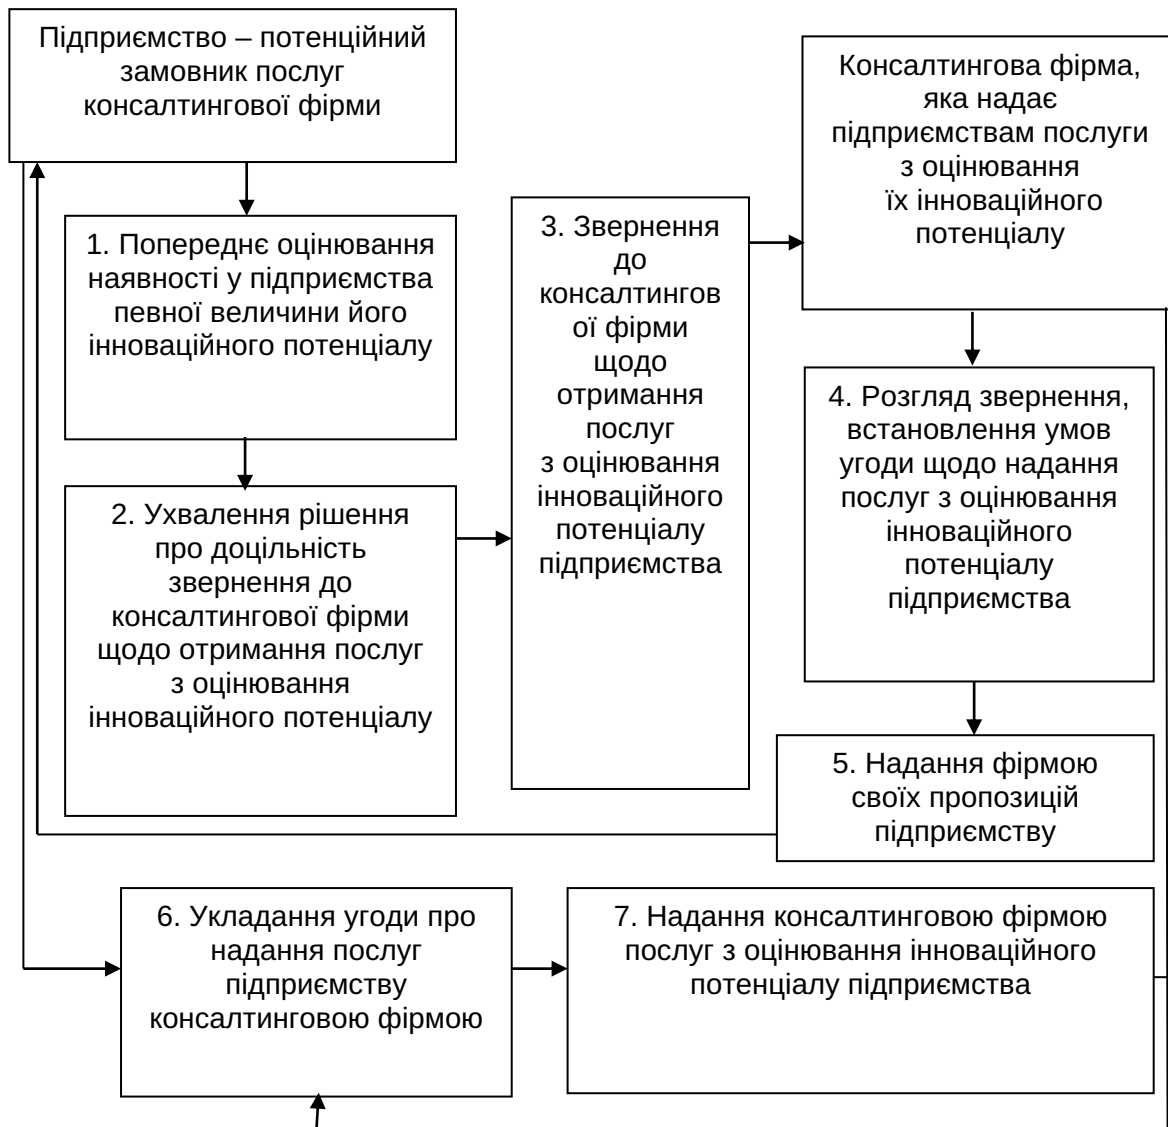 Підприємство – потенційний
замовник послуг
консалтингової фірми
Консалтингова фірма,
яка надає
підприємствам послуги
з оцінювання
їх інноваційного
потенціалу
1. Попереднє оцінювання
наявності у підприємства
певної величини його
інноваційного потенціалу
2. Ухвалення рішення
про доцільність
звернення до
консалтингової фірми
щодо отримання послуг
з оцінювання
інноваційного потенціалу
3. Звернення
до
консалтингов
ої фірми
щодо
отримання
послуг
з оцінювання
інноваційного
потенціалу
підприємства
4. Розгляд звернення,
встановлення умов
угоди щодо надання
послуг з оцінювання
інноваційного
потенціалу
підприємства
5. Надання фірмою
своїх пропозицій
підприємству
6. Укладання угоди про
надання послуг
підприємству
консалтинговою фірмою
7. Надання консалтинговою фірмою
послуг з оцінювання інноваційного
потенціалу підприємства